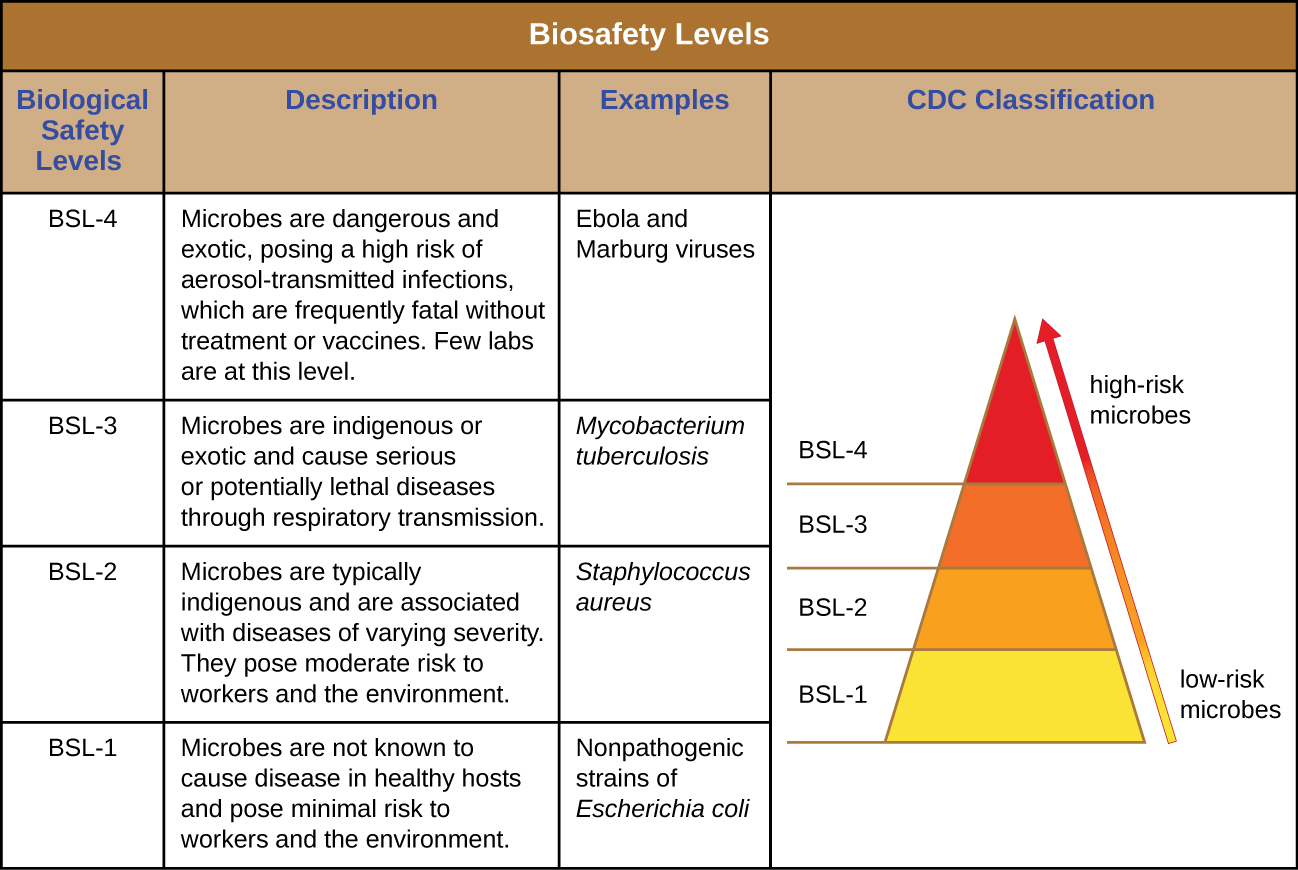 Biosafety Levels
Biological
Safety
Levels
Description
Examples
CDC Classification
BSL-4
Microbes are dangerous and
exotic, posing a high risk of
aerosol-transmitted infections,
which are frequently fatal without
treatment or vaccines. Few labs
are at this level.
Ebola and
Marburg viruses
BSL-3
Microbes are indigenous or
exotic and cause serious
or potentially lethal diseases
through respiratory transmission.
Mycobacterium
tuberculosis
BSL-2
Microbes are typically
indigenous and are associated
with diseases of varying severity.
They pose moderate risk to
workers and the environment.
Staphylococcus
aureus
BSL-1
Microbes are not known to
cause disease in healthy hosts
and pose minimal risk to
workers and the environment.
Nonpathogenic
strains of
Escherichia coli
high-risk
microbes
BSL-4
BSL-3
BSL-2
BSL-1
low-risk
microbes